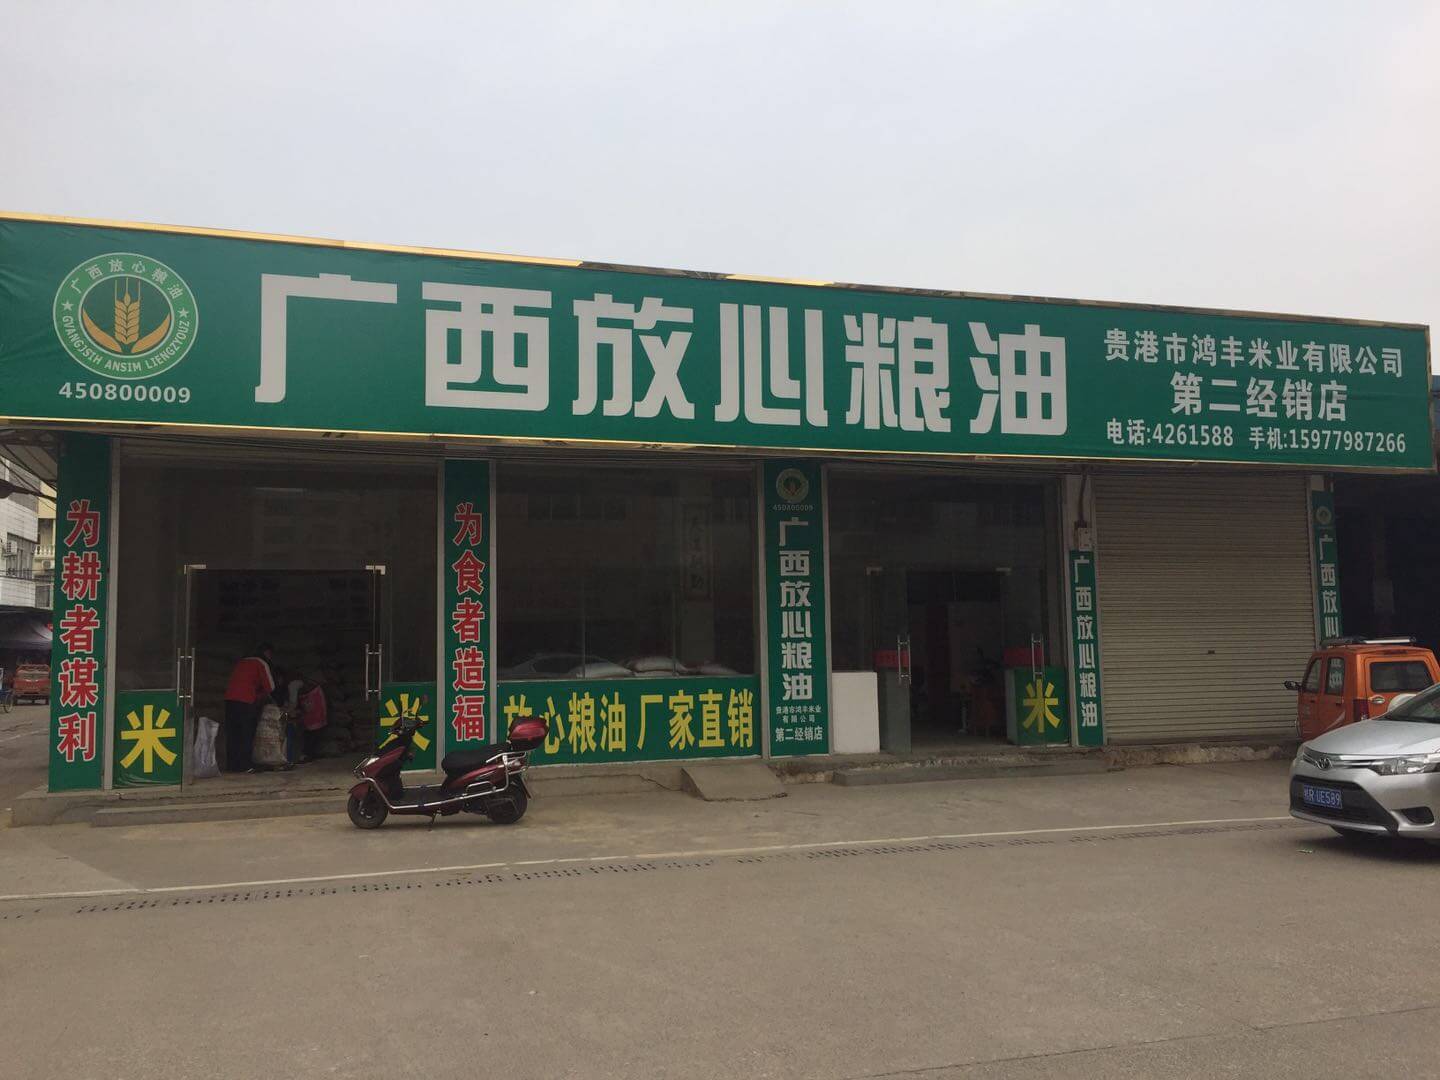 广西放心粮油
GVANGJSIH ANSIM LIENGZYOUZ
450800009
广西放心粮油
贵港市鸿丰米业有限公司
第二经销店
电话:4261588 手机:15977987266
为耕者谋利
米
米
为食者造福
放心粮油厂家直销
450800009
广西放心粮油
贵港市鸿丰米业
有限公司
第二经销店
米
广西放心粮油
广西放心
R UE589